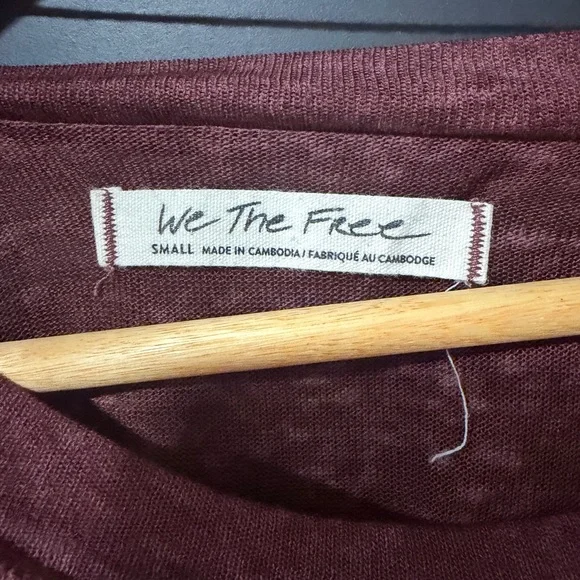 We The Free
SMALL MADE IN CAMBODIA / FABRIQUÉ AU CAMBODGE